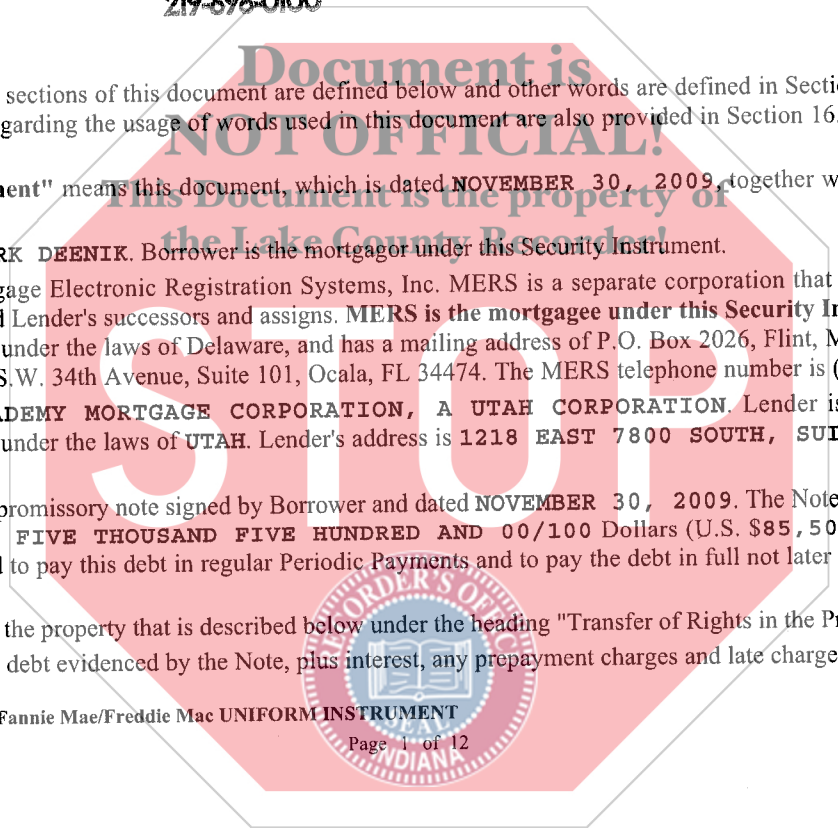 219-696-0100
Document is
sections of this document are defined below and other words are defined in Secti
garding the usage of words used in this document are also provided in Section 16.
NOT OFFICIAL!
nent" means this document, which is dated NOVEMBER 30, 2009, together w
This Document is the property of
the Lake County Recorder!
RK DEENIK. Borrower is the mortgagor under this Security Instrument.
gage Electronic Registration Systems, Inc. MERS is a separate corporation that
d Lender's successors and assigns. MERS is the mortgagee under this Security In
under the laws of Delaware, and has a mailing address of P.O. Box 2026, Flint, M
S.W. 34th Avenue, Suite 101, Ocala, FL 34474. The MERS telephone number is (
STOP
ADEMY MORTGAGE CORPORATION, A UTAH CORPORATION. Lender is
under the laws of UTAH. Lender's address is 1218 EAST 7800 SOUTH, SUI
promissory note signed by Borrower and dated NOVEMBER 30, 2009. The Note
FIVE THOUSAND FIVE HUNDRED AND 00/100 Dollars (U.S. $85,50
d to pay this debt in regular Periodic Payments and to pay the debt in full not later
RECORDER'S OFFIC
the property that is described below under the heading "Transfer of Rights in the Pr
debt evidenced by the Note, plus interest, any prepayment charges and late charge
SEAL
INDIANA
Fannie Mae/Freddie Mac UNIFORM INSTRUMENT
Page 1 of 12